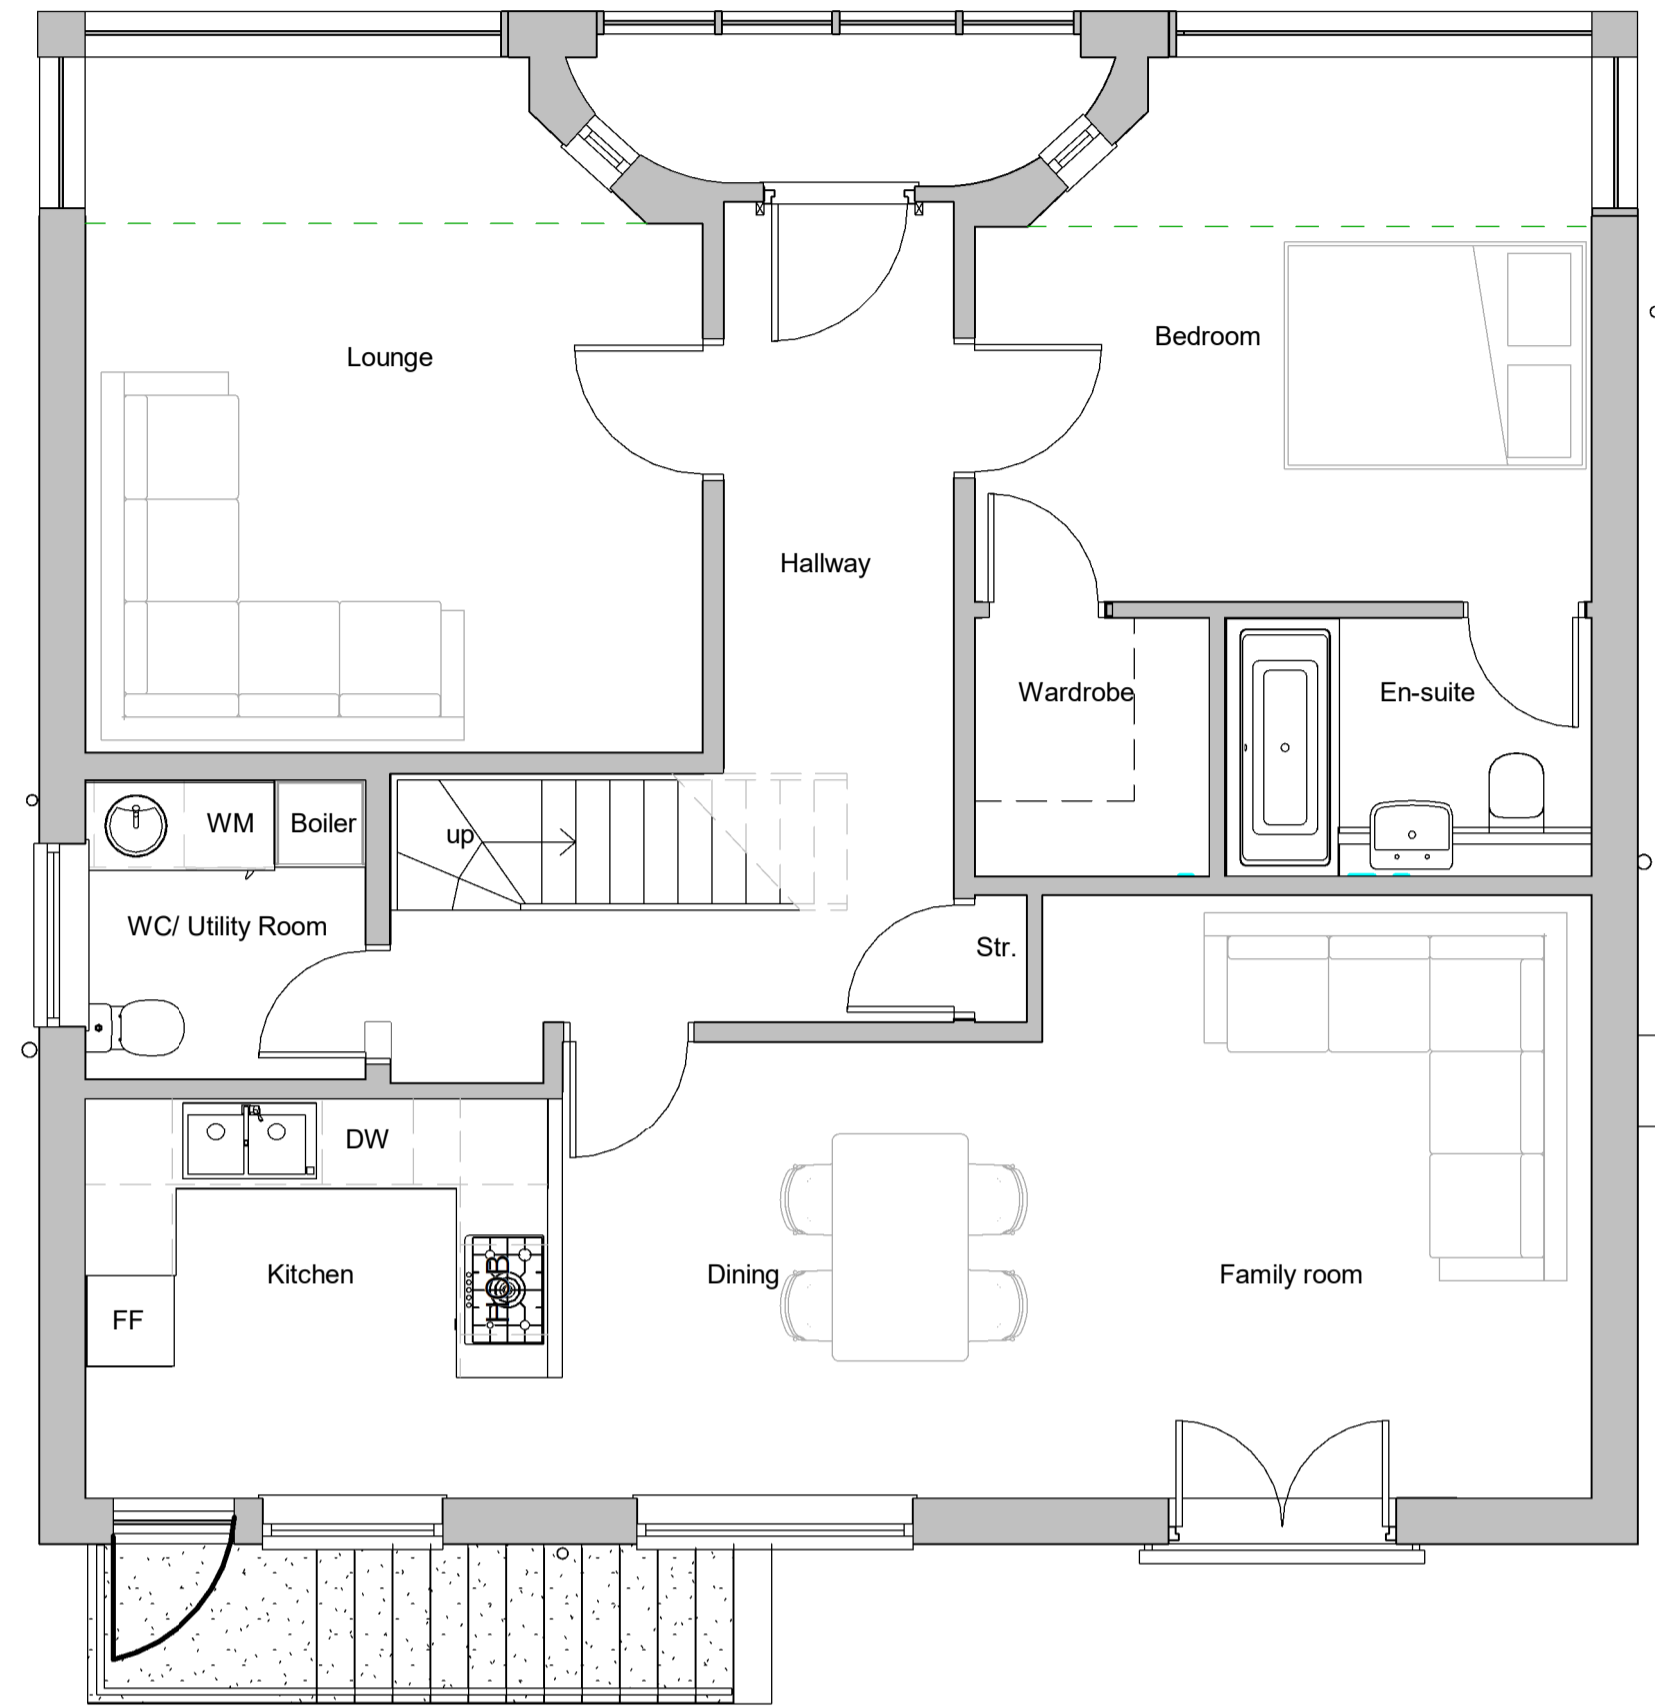 Lounge
Bedroom
Hallway
Wardrobe
En-suite
WM
Boiler
up
WC/ Utility Room
Str.
DW
Kitchen
HOB
Dining
Family room
FF